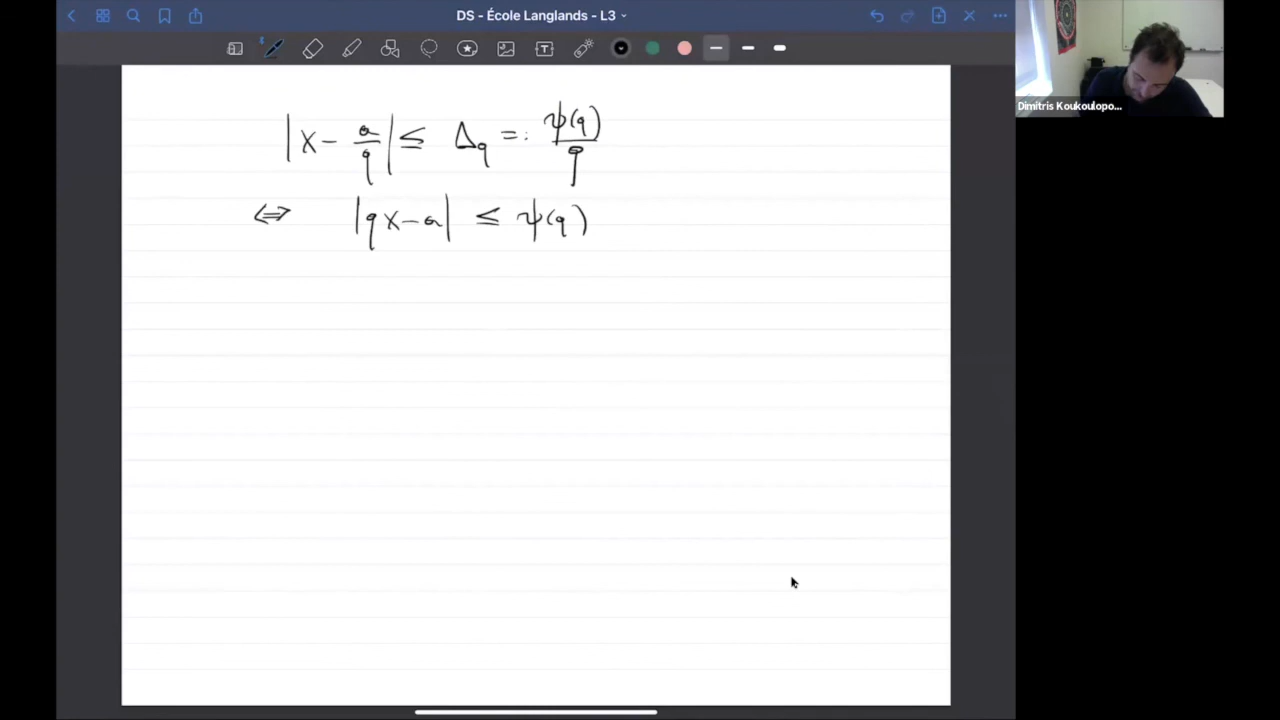 DS - École Langlands - L3
|x - a/q| ≤ Δ_q =: ψ(q)/q
⇔ |qx - a| ≤ ψ(q)
Dimitris Koukoulopo...